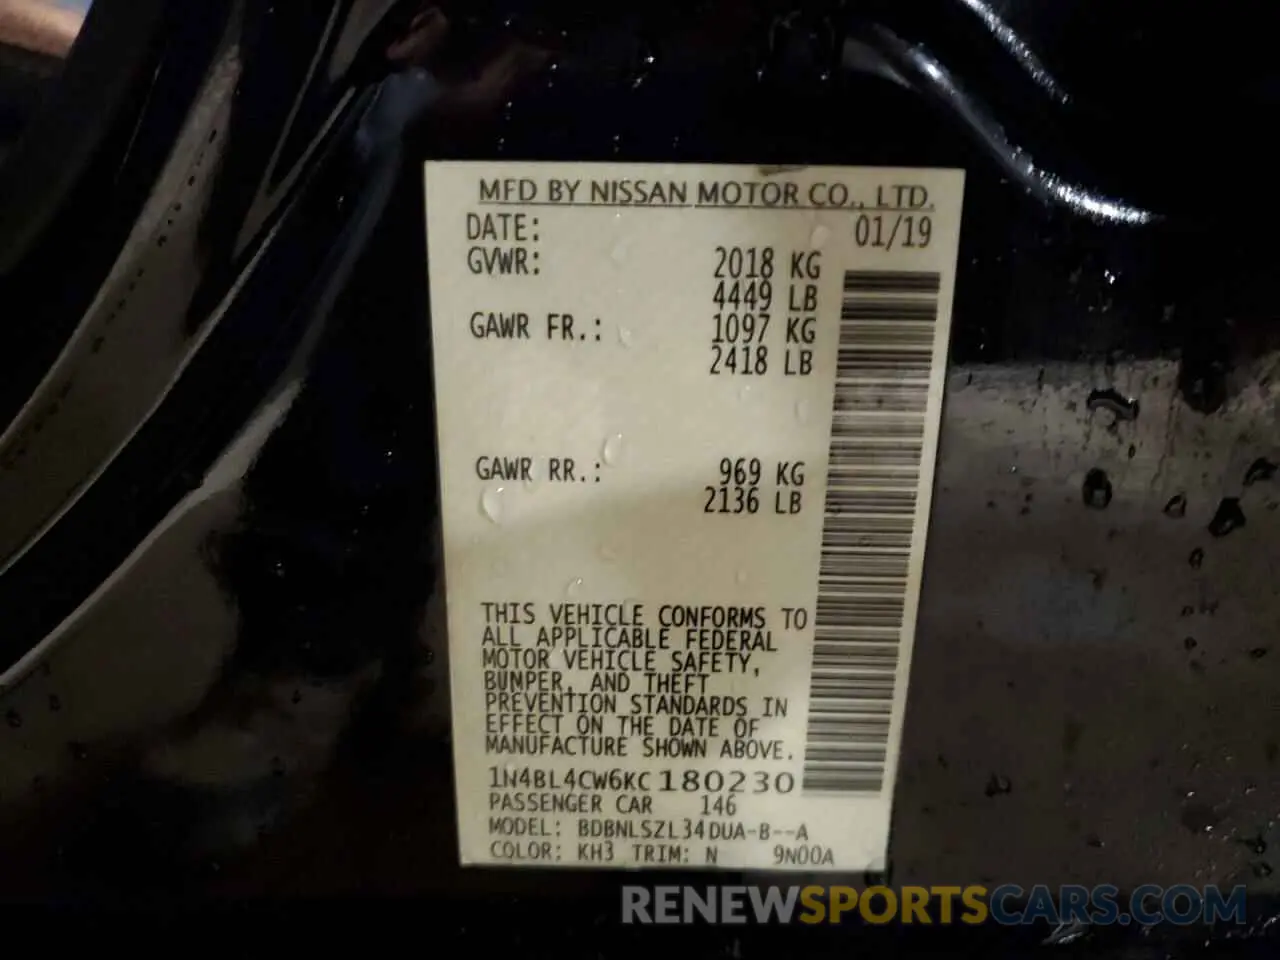 MFD BY NISSAN MOTOR CO., LTD.
DATE: 01/19
GVWR: 2018 KG
4449 LB
GAWR FR.: 1097 KG
2418 LB
GAWR RR.: 969 KG
2136 LB
THIS VEHICLE CONFORMS TO
ALL APPLICABLE FEDERAL
MOTOR VEHICLE SAFETY,
BUMPER, AND THEFT
PREVENTION STANDARDS IN
EFFECT ON THE DATE OF
MANUFACTURE SHOWN ABOVE.
1N4BL4CW6KC180230
PASSENGER CAR 146
MODEL: BDBNLSZL34DUA-B--A
COLOR: KH3 TRIM: N 9N00A
RENEWSPORTSCARS.COM